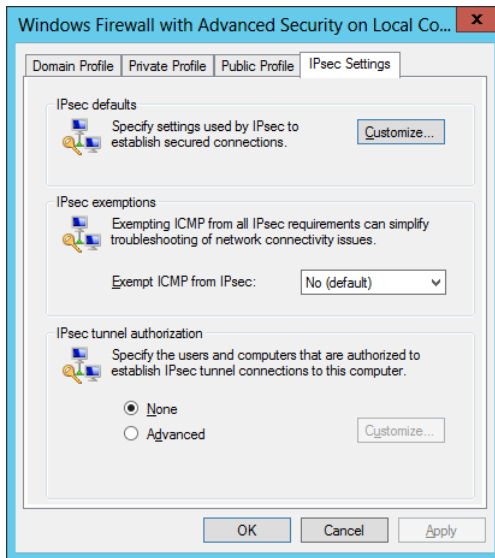 Windows Firewall with Advanced Security on Local Co...
x
Domain Profile Private Profile Public Profile IPsec Settings
IPsec defaults
Specify settings used by IPsec to
establish secured connections.
Customize...
IPsec exemptions
Exempting ICMP from all IPsec requirements can simplify
troubleshooting of network connectivity issues.
Exempt ICMP from IPsec: No (default)
IPsec tunnel authorization
Specify the users and computers that are authorized to
establish IPsec tunnel connections to this computer.
None
Advanced
Customize...
OK Cancel Apply